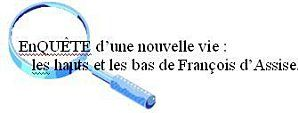 EnQUÊTE d'une nouvelle vie :
les hauts et les bas de François d'Assise.